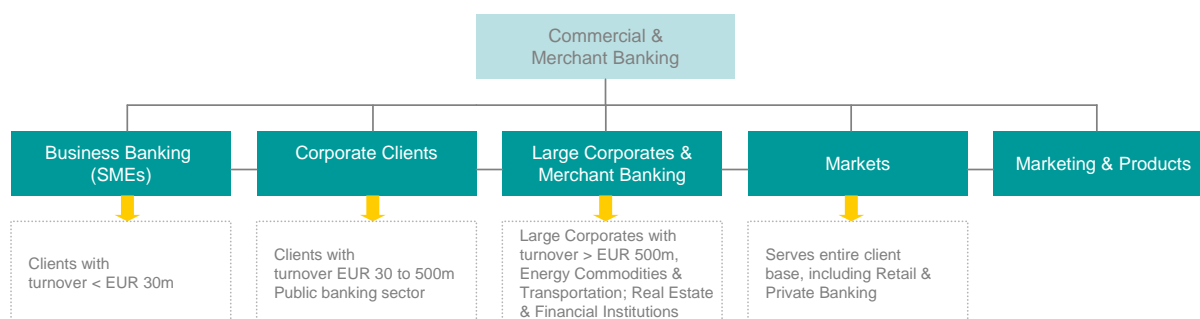 Commercial &
Merchant Banking
Business Banking
(SMEs)
Corporate Clients
Large Corporates &
Merchant Banking
Markets
Marketing & Products
Clients with
turnover < EUR 30m
Clients with
turnover EUR 30 to 500m
Public banking sector
Large Corporates with
turnover > EUR 500m,
Energy Commodities &
Transportation; Real Estate
& Financial Institutions
Serves entire client
base, including Retail &
Private Banking